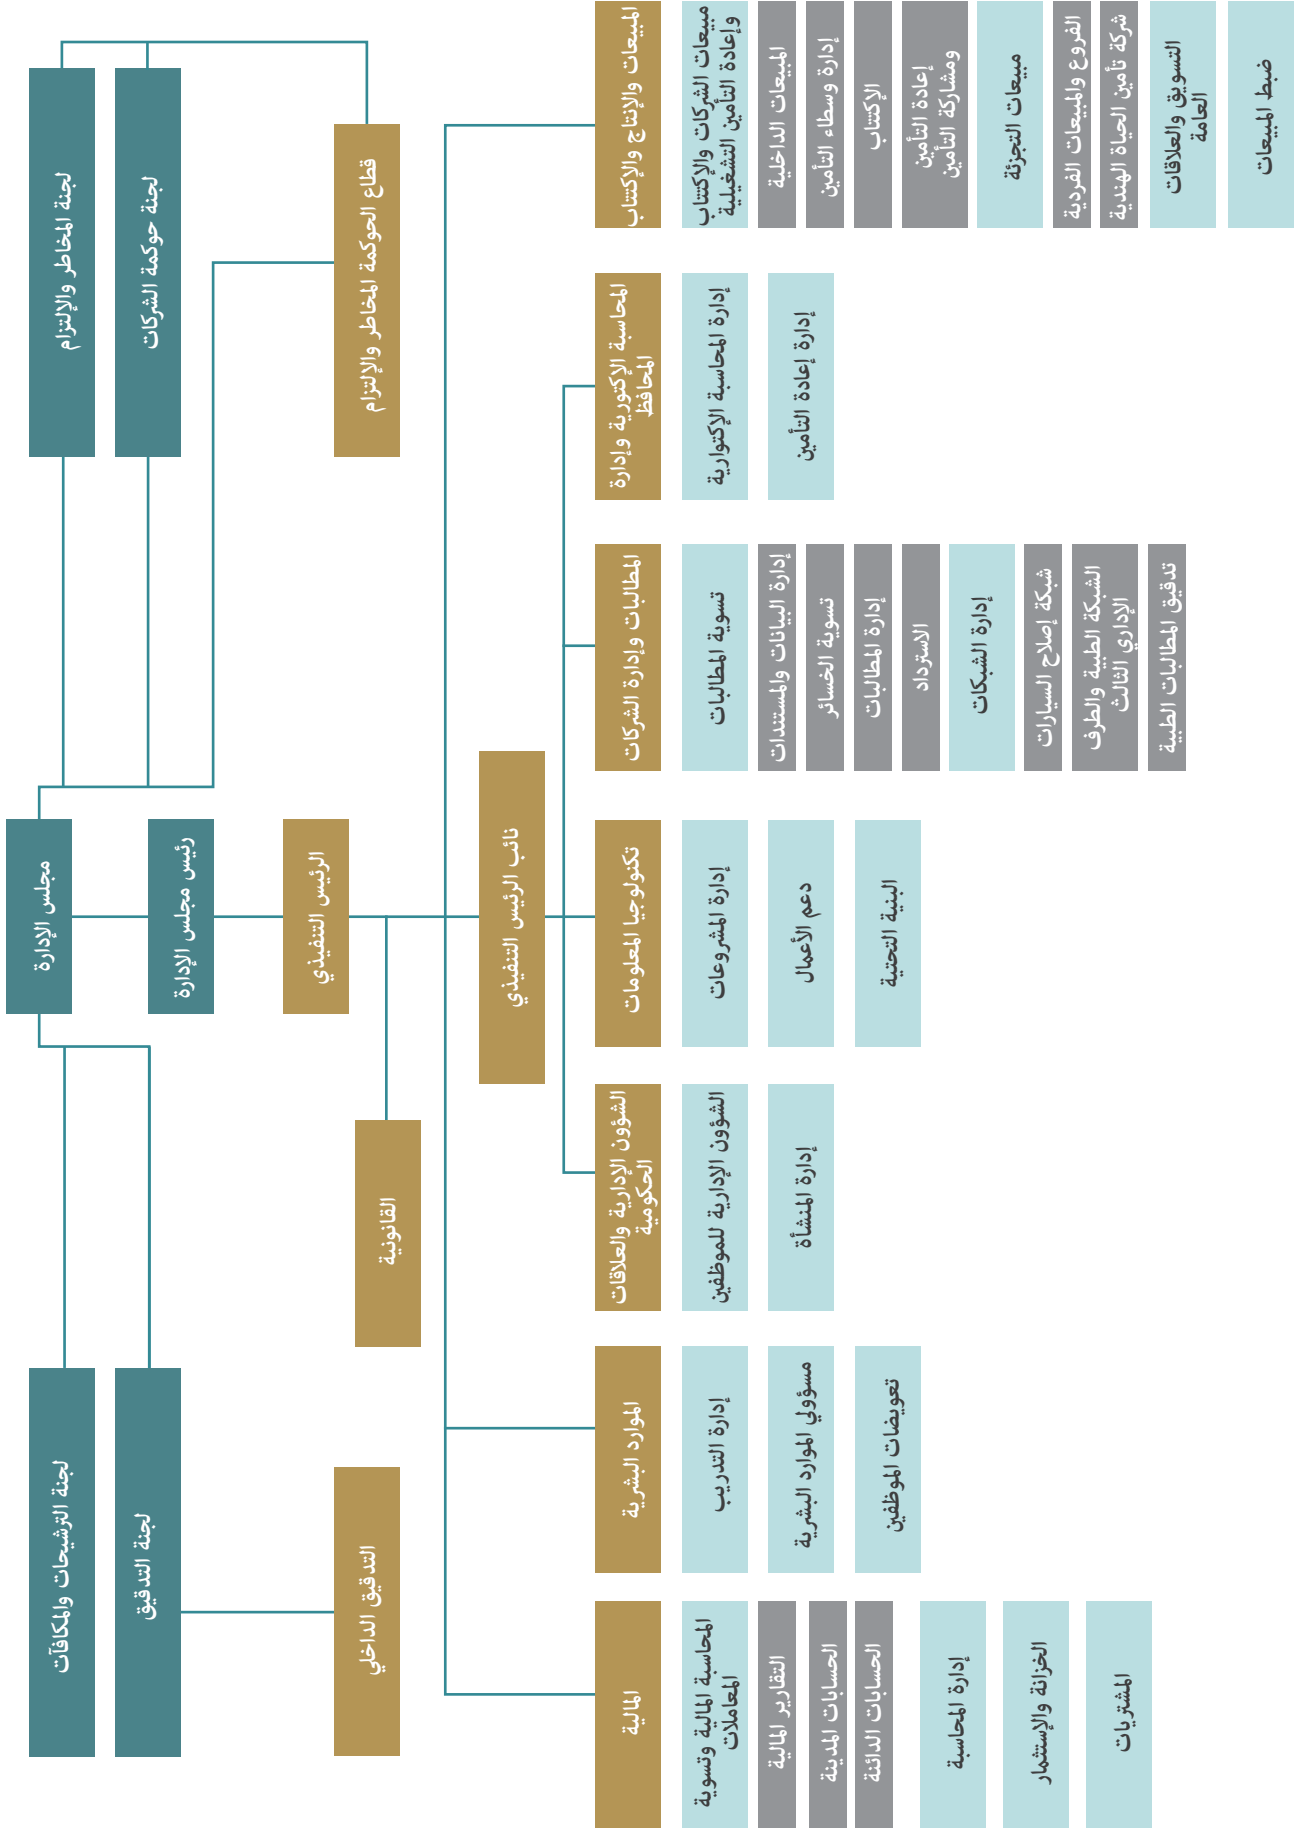 مجلس الإدارة
رئيس مجلس الإدارة
الرئيس التنفيذي
نائب الرئيس التنفيذي
لجنة المخاطر والإلتزام
لجنة حوكمة الشركات
قطاع الحوكمة المخاطر والإلتزام
لجنة الترشيحات والمكافآت
لجنة التدقيق
التدقيق الداخلي
القانونية
المبيعات والإنتاج والإكتتاب
مبيعات الشركات والإكتتاب
وإعادة التأمين التشغيلية
المبيعات الداخلية
إدارة وسطاء التأمين
الإكتتاب
إعادة التأمين
ومشاركة التأمين
مبيعات التجزئة
الفروع والمبيعات الفردية
شركة تأمين الحياة الهندية
التسويق والعلاقات
العامة
ضبط المبيعات
المحاسبة الإكتورية وإدارة
المحافظ
إدارة المحاسبة الإكتوارية
إدارة إعادة التأمين
المطالبات وإدارة الشركات
تسوية المطالبات
إدارة البيانات والمستندات
تسوية الخسائر
إدارة المطالبات
الاسترداد
إدارة الشبكات
شبكة إصلاح السيارات
الشبكة الطبية والطرف
الإداري الثالث
تدقيق المطالبات الطبية
تكنولوجيا المعلومات
إدارة المشروعات
دعم الأعمال
البنية التحتية
الشؤون الإدارية والعلاقات
الحكومية
الشؤون الإدارية للموظفين
إدارة المنشأة
الموارد البشرية
إدارة التدريب
مسؤولي الموارد البشرية
تعويضات الموظفين
المالية
المحاسبة المالية وتسوية
المعاملات
التقارير المالية
الحسابات المدينة
الحسابات الدائنة
إدارة المحاسبة
الخزانة والإستثمار
المشتريات